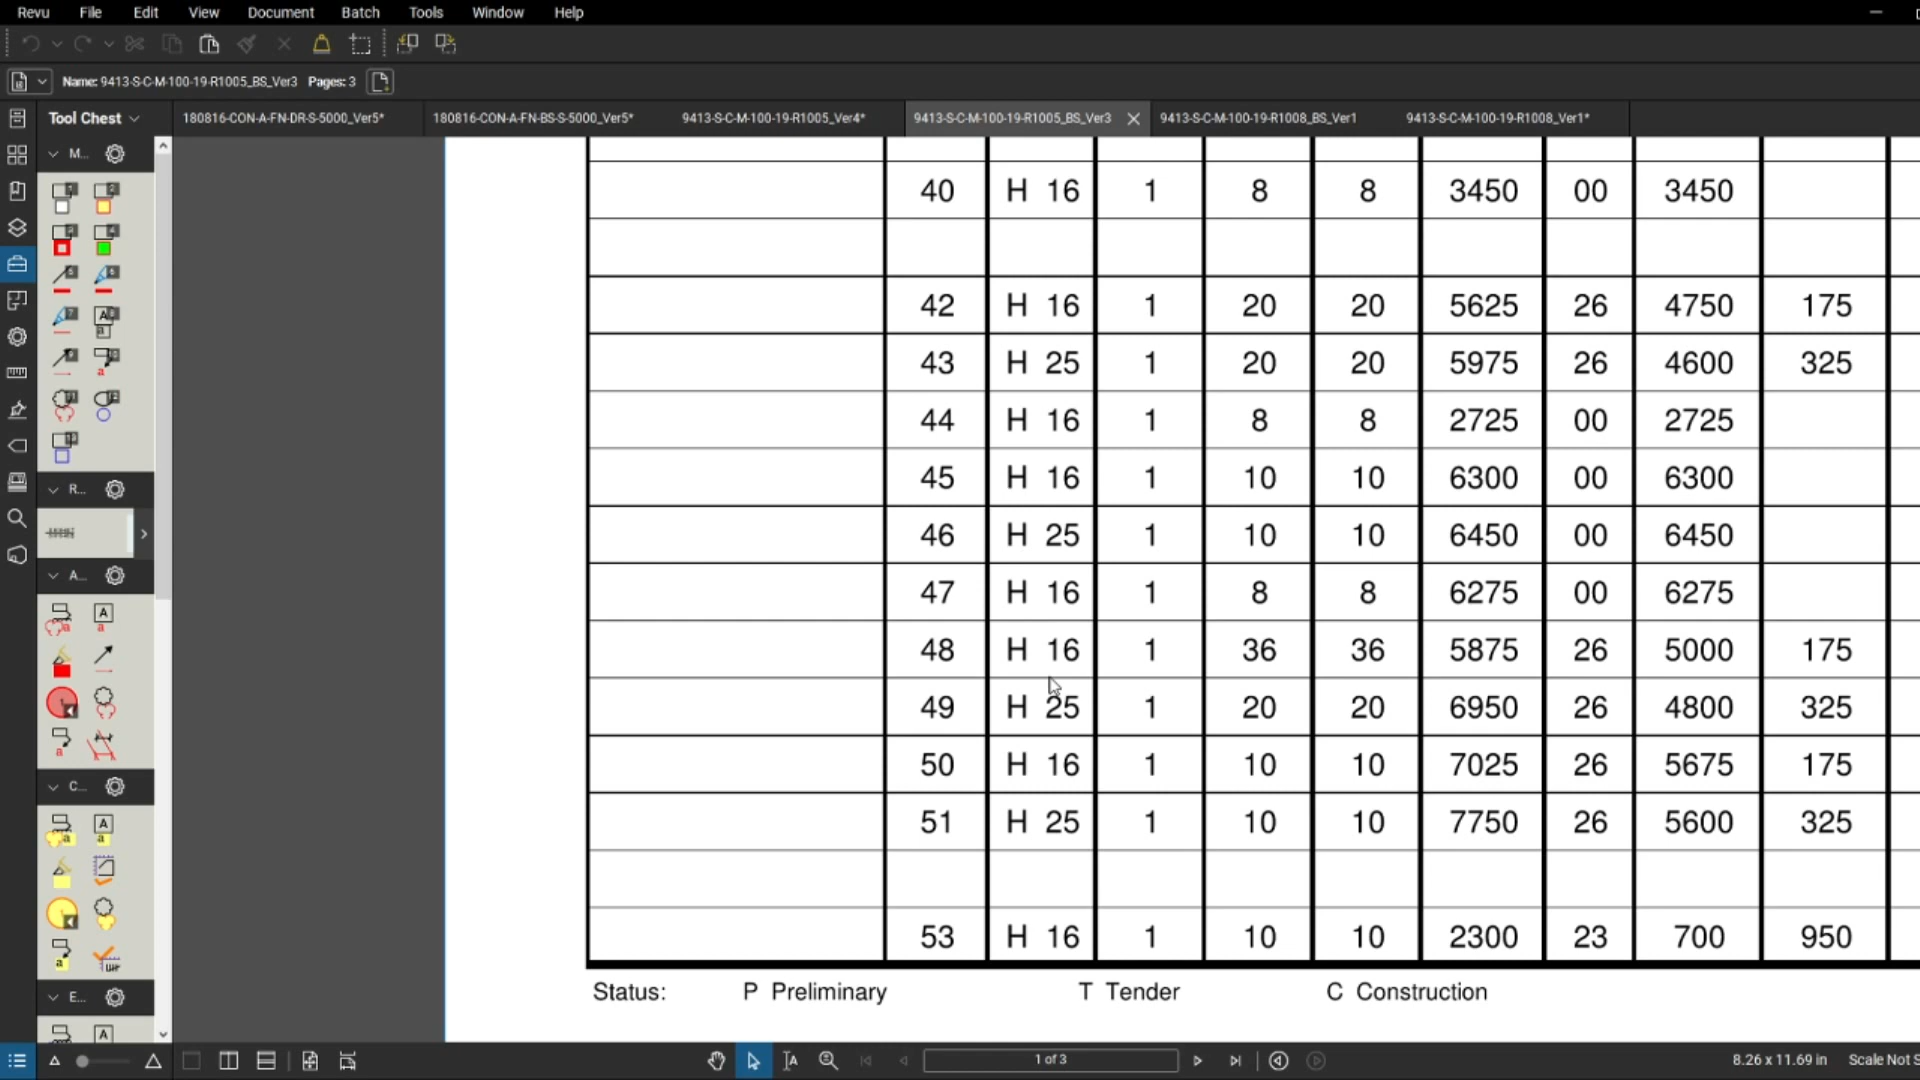 Revu File Edit View Document Batch Tools Window Help
Name: 9413-S-C-M-100-19-R1005_BS_Ver3 Pages: 3
Tool Chest 180816-CON-A-FN-DR-S-5000_Ver5* 180816-CON-A-FN-BS-S-5000_Ver5* 9413-S-C-M-100-19-R1005_Ver4* 9413-S-C-M-100-19-R1005_BS_Ver3 9413-S-C-M-100-19-R1008_BS_Ver1 9413-S-C-M-100-19-R1008_Ver1*
M...
R...
A...
C...
E...
40 H 16 1 8 8 3450 00 3450
42 H 16 1 20 20 5625 26 4750 175
43 H 25 1 20 20 5975 26 4600 325
44 H 16 1 8 8 2725 00 2725
45 H 16 1 10 10 6300 00 6300
46 H 25 1 10 10 6450 00 6450
47 H 16 1 8 8 6275 00 6275
48 H 16 1 36 36 5875 26 5000 175
49 H 25 1 20 20 6950 26 4800 325
50 H 16 1 10 10 7025 26 5675 175
51 H 25 1 10 10 7750 26 5600 325
53 H 16 1 10 10 2300 23 700 950
Status: P Preliminary T Tender C Construction
1 of 3
8.26 x 11.69 in Scale Not S